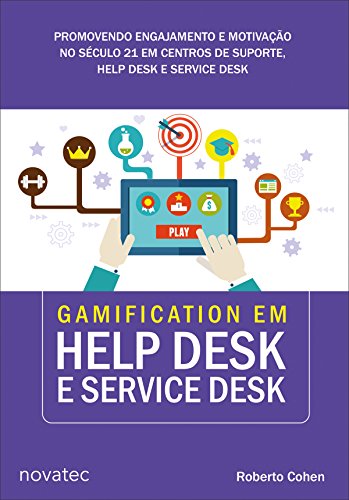 PROMOVENDO ENGAJAMENTO E MOTIVAÇÃO
NO SÉCULO 21 EM CENTROS DE SUPORTE,
HELP DESK E SERVICE DESK
$
PLAY
GAMIFICATION EM
HELP DESK
E SERVICE DESK
novatec
Roberto Cohen